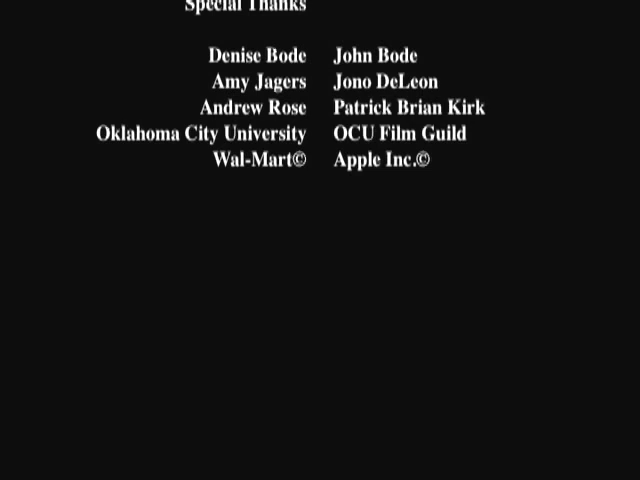 Special Thanks
Denise Bode John Bode
Amy Jagers Jono DeLeon
Andrew Rose Patrick Brian Kirk
Oklahoma City University OCU Film Guild
Wal-Mart© Apple Inc.©